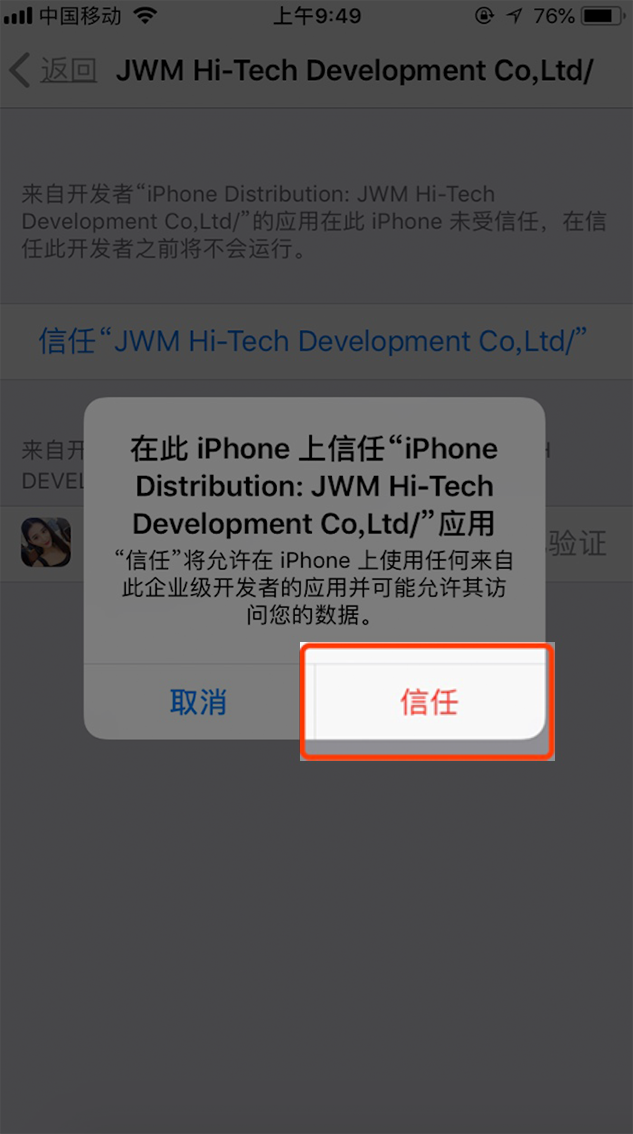 中国移动 上午9:49 76%
返回 JWM Hi-Tech Development Co,Ltd/
来自开发者“iPhone Distribution: JWM Hi-Tech
Development Co,Ltd/”的应用在此 iPhone 未受信任，在信
任此开发者之前将不会运行。
信任“JWM Hi-Tech Development Co,Ltd/”
来自开
DEVEL
在此 iPhone 上信任“iPhone
Distribution: JWM Hi-Tech
Development Co,Ltd/”应用
“信任”将允许在 iPhone 上使用任何来自
此企业级开发者的应用并可能允许其访
问您的数据。
验证
取消 信任